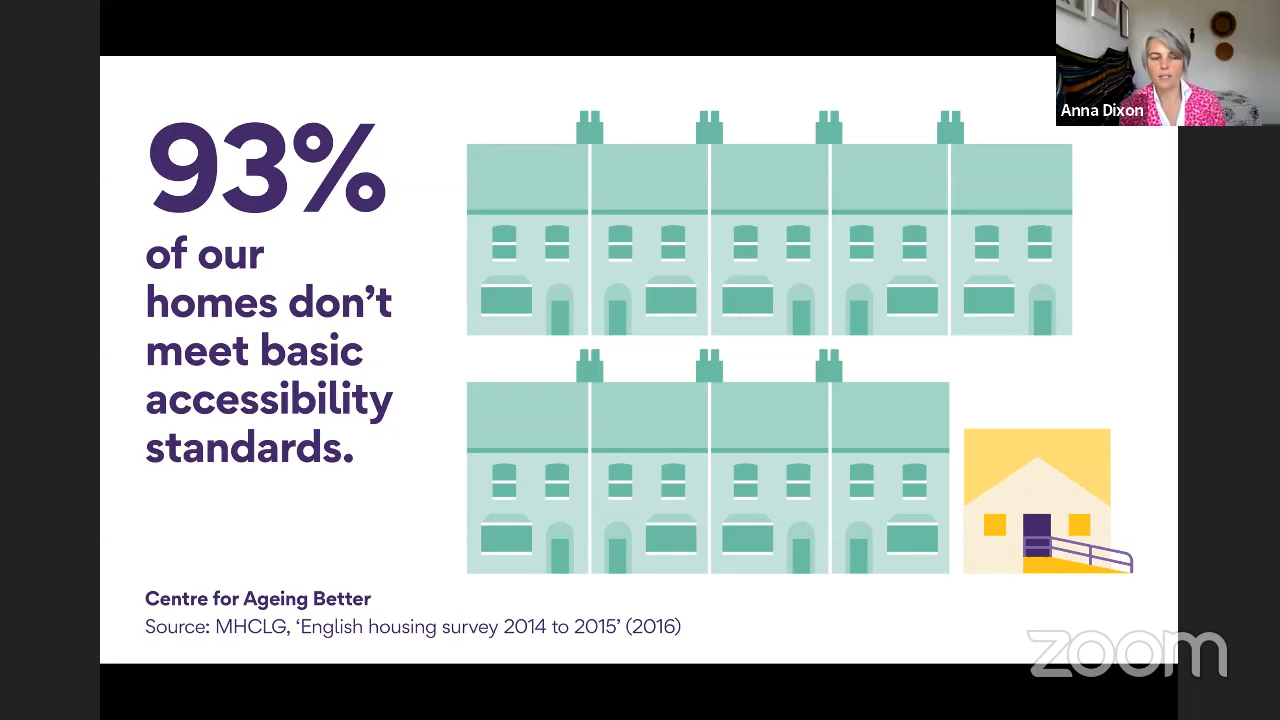 Anna Dixon
93%
of our
homes don’t
meet basic
accessibility
standards.
Centre for Ageing Better
Source: MHCLG, ‘English housing survey 2014 to 2015’ (2016)
zoom